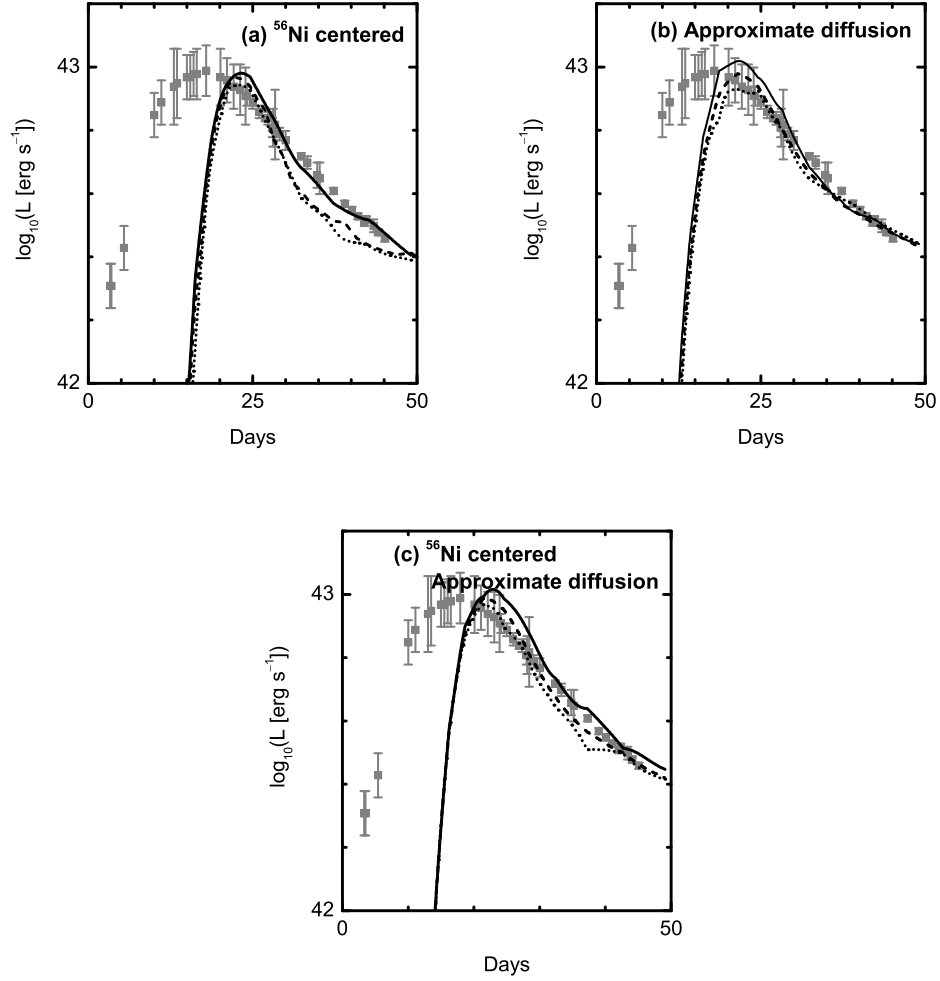 (a) ⁵⁶Ni centered
43
42
log₁₀(L [erg s⁻¹])
0
25
50
Days
(b) Approximate diffusion
43
42
log₁₀(L [erg s⁻¹])
0
25
50
Days
(c) ⁵⁶Ni centered
Approximate diffusion
43
42
log₁₀(L [erg s⁻¹])
0
50
Days